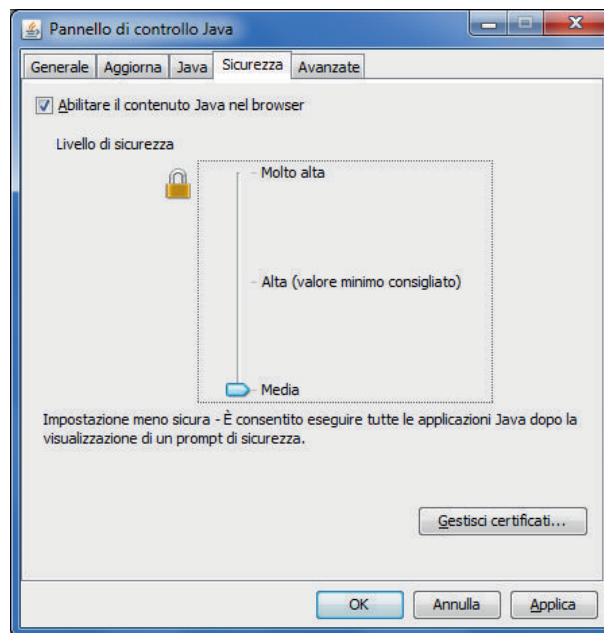 Pannello di controllo Java
Generale Aggiorna Java Sicurezza Avanzate
Abilitare il contenuto Java nel browser
Livello di sicurezza
Molto alta
Alta (valore minimo consigliato)
Media
Impostazione meno sicura - È consentito eseguire tutte le applicazioni Java dopo la
visualizzazione di un prompt di sicurezza.
Gestisci certificati...
OK Annulla Applica